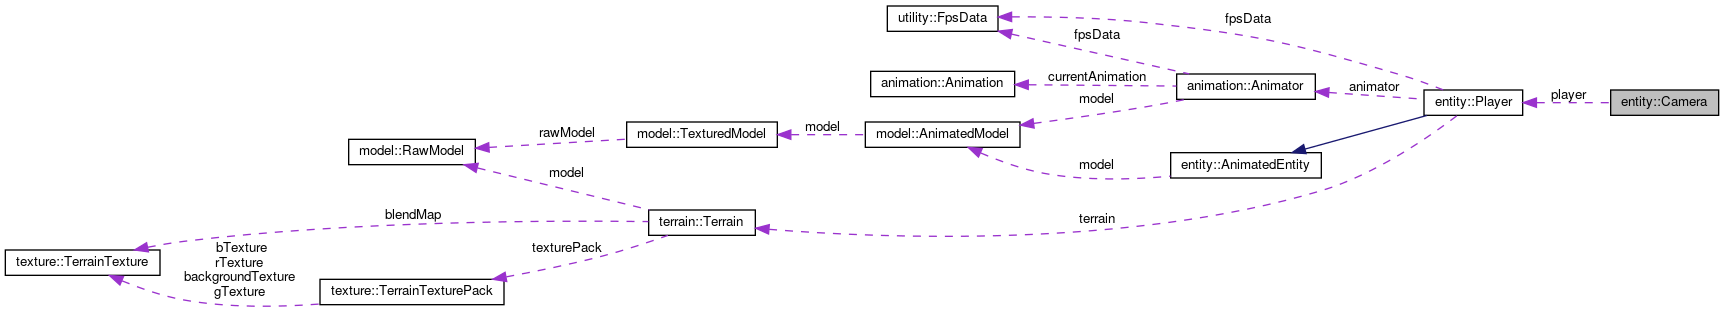 utility::FpsData
fpsData
fpsData
animation::Animation
currentAnimation
animation::Animator
animator
entity::Player
player
entity::Camera
model
model::RawModel
rawModel
model::TexturedModel
model
model::AnimatedModel
model
entity::AnimatedEntity
model
blendMap
terrain::Terrain
terrain
texture::TerrainTexture
bTexture
rTexture
backgroundTexture
gTexture
texturePack
texture::TerrainTexturePack